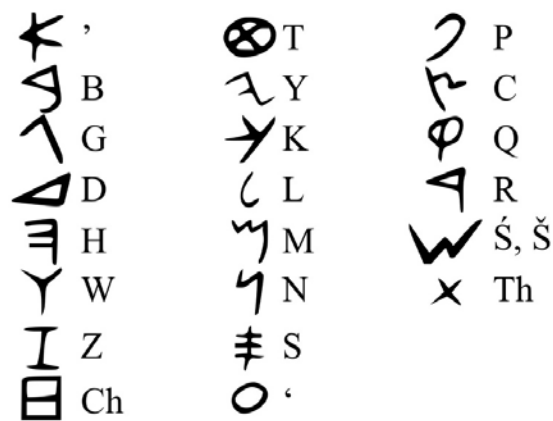 𐤀 ’ 𐤈 T 𐤐 P
𐤁 B 𐤉 Y 𐤑 C
𐤂 G 𐤊 K 𐤒 Q
𐤃 D 𐤋 L 𐤓 R
𐤄 H 𐤌 M 𐤔 Ś, Š
𐤅 W 𐤍 N 𐤕 Th
𐤆 Z 𐤎 S
𐤇 Ch 𐤏 ‘